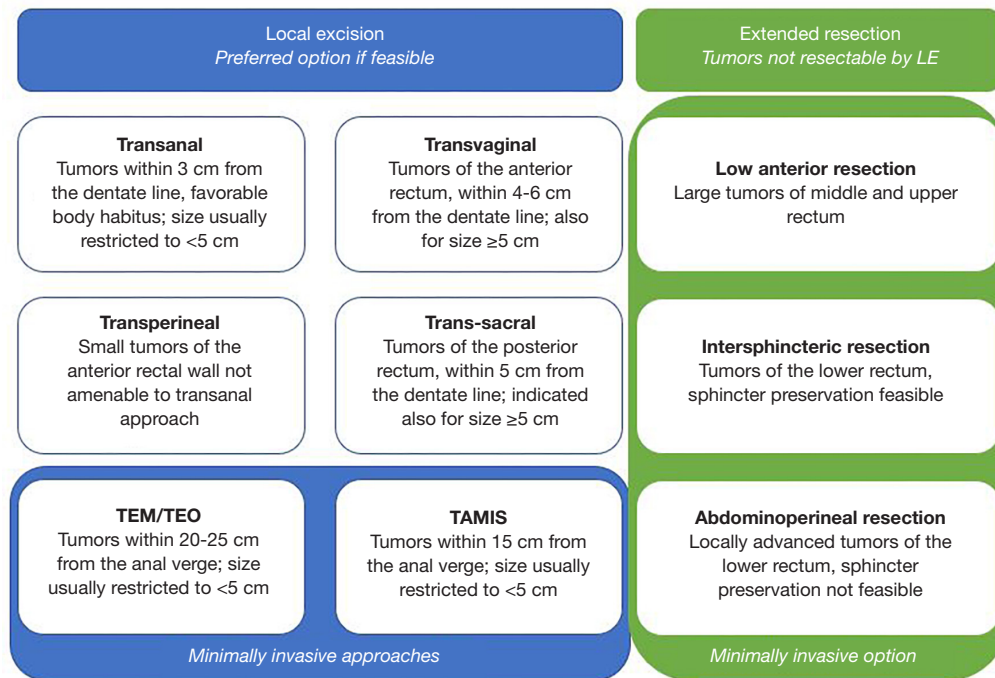 Local excision
Preferred option if feasible
Extended resection
Tumors not resectable by LE
Transanal
Tumors within 3 cm from
the dentate line, favorable
body habitus; size usually
restricted to <5 cm
Transvaginal
Tumors of the anterior
rectum, within 4-6 cm
from the dentate line; also
for size ≥5 cm
Low anterior resection
Large tumors of middle and upper
rectum
Transperineal
Small tumors of the
anterior rectal wall not
amenable to transanal
approach
Trans-sacral
Tumors of the posterior
rectum, within 5 cm from
the dentate line; indicated
also for size ≥5 cm
Intersphincteric resection
Tumors of the lower rectum,
sphincter preservation feasible
TEM/TEO
Tumors within 20-25 cm
from the anal verge; size
usually restricted to <5 cm
TAMIS
Tumors within 15 cm from
the anal verge; size usually
restricted to <5 cm
Abdominoperineal resection
Locally advanced tumors of the
lower rectum, sphincter
preservation not feasible
Minimally invasive approaches
Minimally invasive option